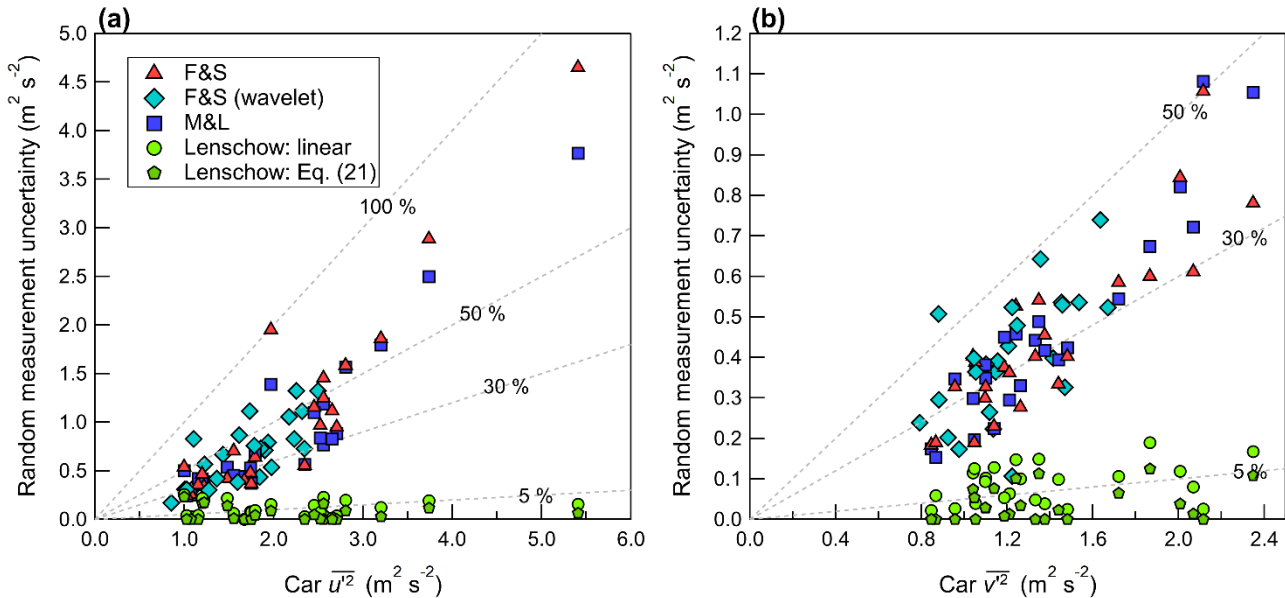 (a)
Random measurement uncertainty (m² s⁻²)
5.0
4.5
4.0
3.5
3.0
2.5
2.0
1.5
1.0
0.5
0.0
F&S
F&S (wavelet)
M&L
Lenschow: linear
Lenschow: Eq. (21)
100 %
50 %
30 %
5 %
0.0 1.0 2.0 3.0 4.0 5.0 6.0
Car u'² (m² s⁻²)
(b)
Random measurement uncertainty (m² s⁻²)
1.2
1.1
1.0
0.9
0.8
0.7
0.6
0.5
0.4
0.3
0.2
0.1
0.0
50 %
30 %
5 %
0.0 0.4 0.8 1.2 1.6 2.0 2.4
Car v'² (m² s⁻²)